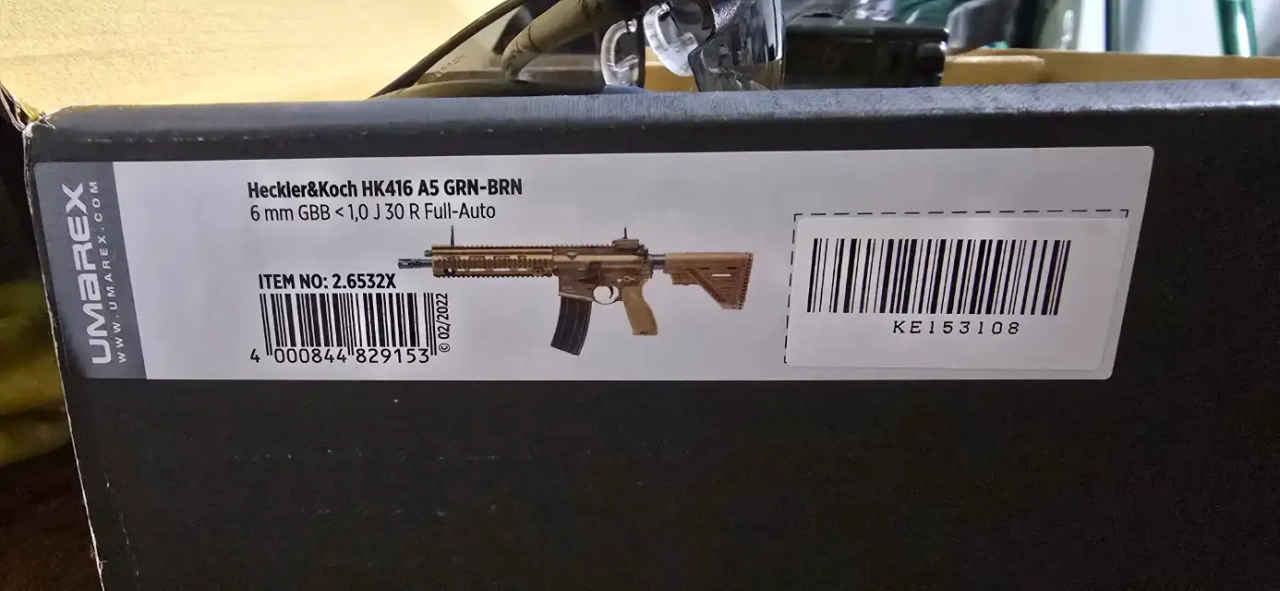 UMAREX
WWW.UMAREX.COM
Heckler&Koch HK416 A5 GRN-BRN
6 mm GBB < 1,0 J 30 R Full-Auto
ITEM NO: 2.6532X
4 000844 829153
© 02/2022
KE153108